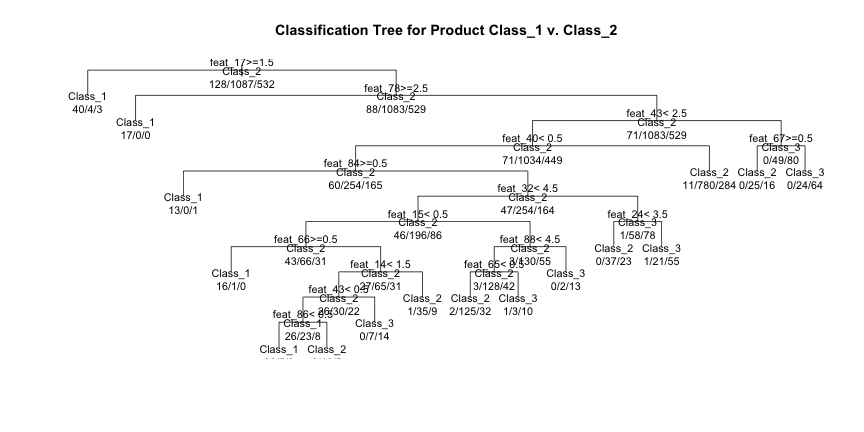 Classification Tree for Product Class_1 v. Class_2
feat_17>=1.5
Class_2
128/1087/532
Class_1
40/4/3
feat_78>=2.5
Class_2
88/1083/529
Class_1
17/0/0
feat_43< 2.5
Class_2
71/1083/529
feat_40< 0.5
Class_2
71/1034/449
feat_67>=0.5
Class_3
0/49/80
feat_84>=0.5
Class_2
60/254/165
Class_2
11/780/284
Class_2
0/25/16
Class_3
0/24/64
Class_1
13/0/1
feat_32< 4.5
Class_2
47/254/164
feat_15< 0.5
Class_2
46/196/86
feat_24< 3.5
Class_3
1/58/78
feat_66>=0.5
Class_2
43/66/31
feat_88< 4.5
Class_2
3/130/55
Class_2
0/37/23
Class_3
1/21/55
Class_1
16/1/0
feat_14< 1.5
Class_2
27/65/31
feat_65< 0.5
Class_2
3/128/42
Class_3
0/2/13
feat_43< 0.5
Class_2
26/30/22
Class_2
1/35/9
Class_2
2/125/32
Class_3
1/3/10
feat_86< 6.5
Class_1
26/23/8
Class_3
0/7/14
Class_1
Class_2